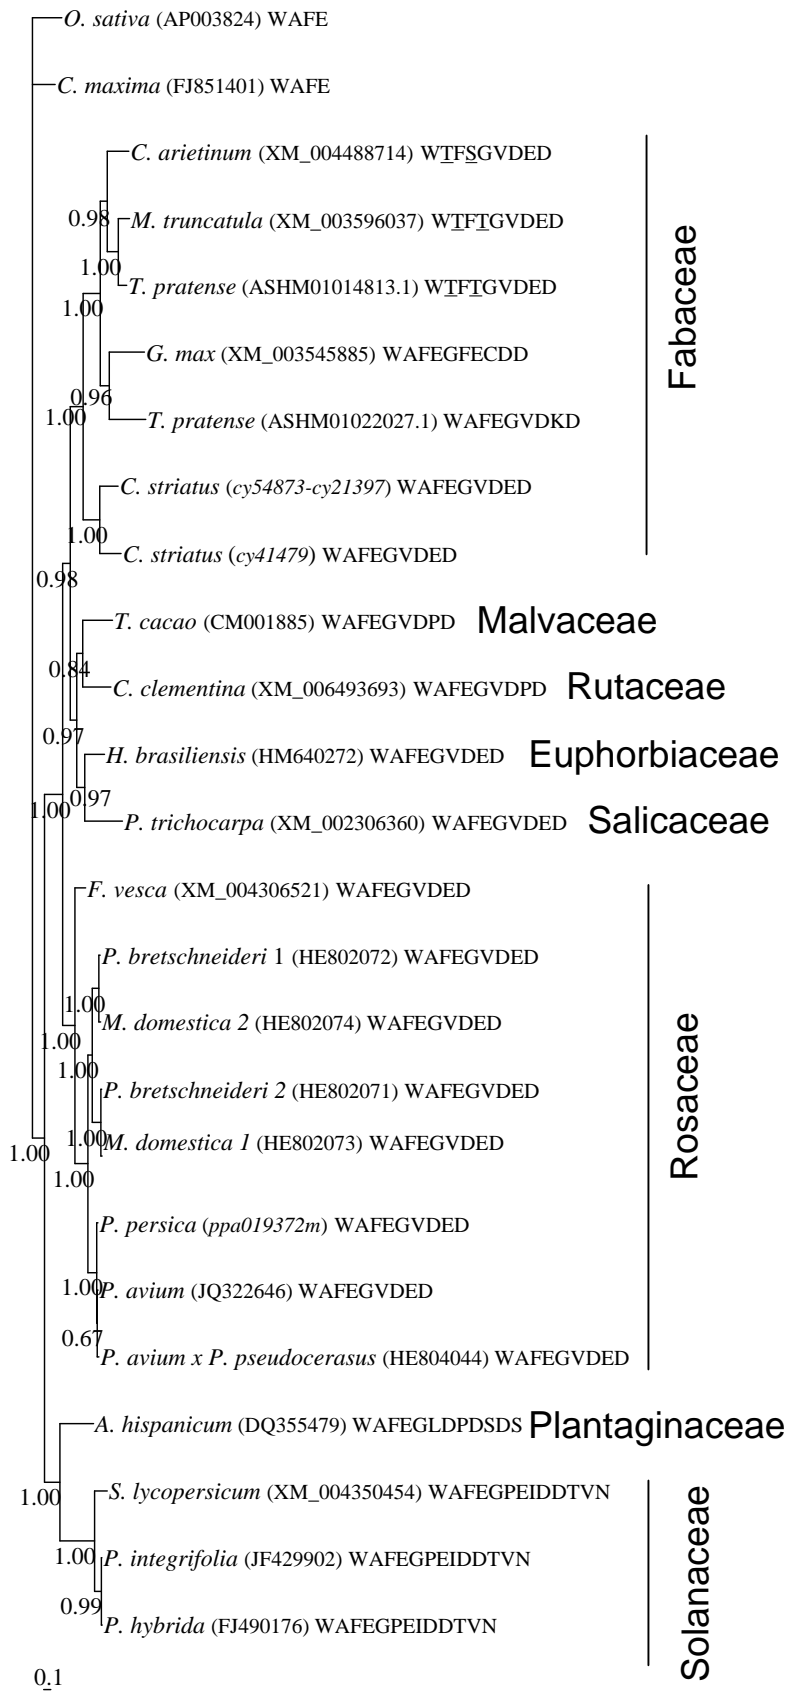 O. sativa (AP003824) WAFE
C. maxima (FJ851401) WAFE
C. arietinum (XM_004488714) WTFSGVDED
0.98
M. truncatula (XM_003596037) WTFTGVDED
1.00
T. pratense (ASHM01014813.1) WTFTGVDED
1.00
Fabaceae
G. max (XM_003545885) WAFEGFECDD
0.96
1.00
T. pratense (ASHM01022027.1) WAFEGVDKD
C. striatus (cy54873-cy21397) WAFEGVDED
1.00
C. striatus (cy41479) WAFEGVDED
0.98
T. cacao (CM001885) WAFEGVDPD Malvaceae
0.84
C. clementina (XM_006493693) WAFEGVDPD Rutaceae
0.97
H. brasiliensis (HM640272) WAFEGVDED Euphorbiaceae
0.97
1.00
P. trichocarpa (XM_002306360) WAFEGVDED Salicaceae
F. vesca (XM_004306521) WAFEGVDED
P. bretschneideri 1 (HE802072) WAFEGVDED
1.00
M. domestica 2 (HE802074) WAFEGVDED
1.00
1.00
Rosaceae
P. bretschneideri 2 (HE802071) WAFEGVDED
1.00
M. domestica 1 (HE802073) WAFEGVDED
1.00
1.00
P. persica (ppa019372m) WAFEGVDED
1.00
P. avium (JQ322646) WAFEGVDED
0.67
P. avium x P. pseudocerasus (HE804044) WAFEGVDED
A. hispanicum (DQ355479) WAFEGLDPDSDS Plantaginaceae
1.00
S. lycopersicum (XM_004350454) WAFEGPEIDDTVN
1.00
P. integrifolia (JF429902) WAFEGPEIDDTVN
Solanaceae
0.99
P. hybrida (FJ490176) WAFEGPEIDDTVN
0.1